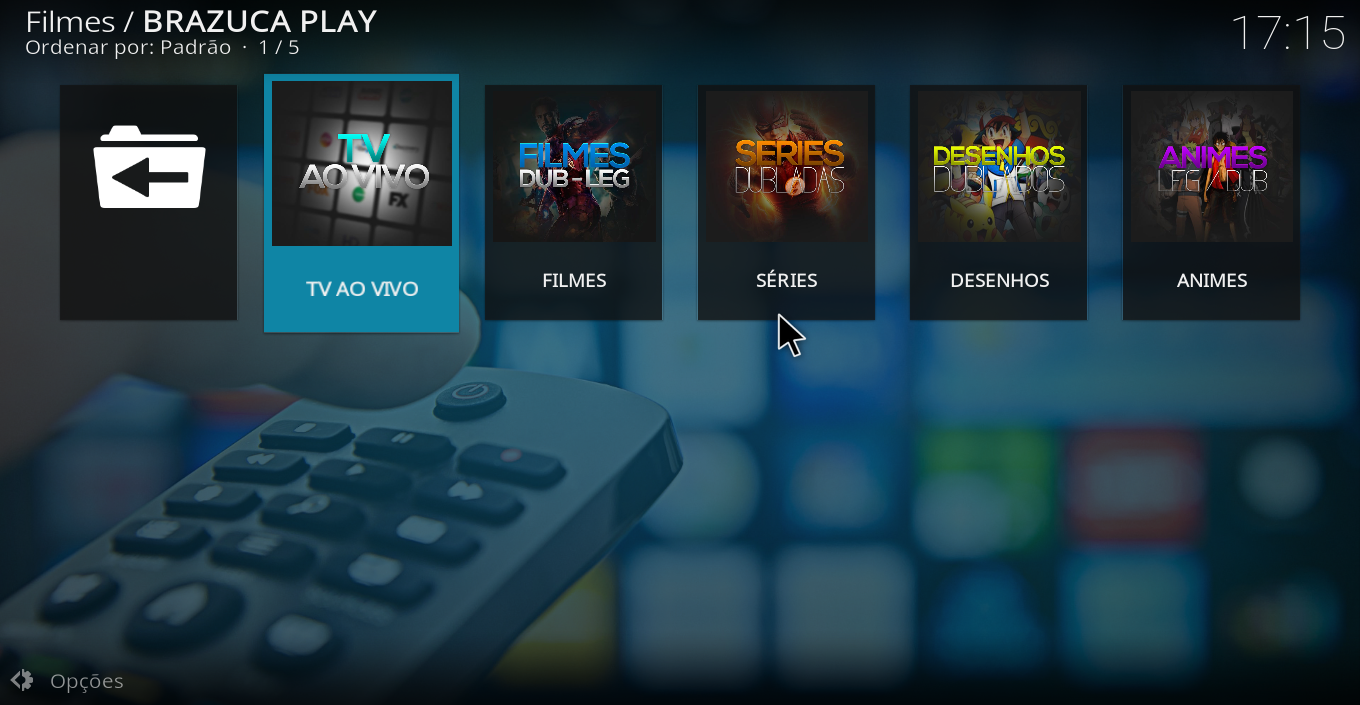 Filmes / BRAZUCA PLAY
Ordenar por: Padrão · 1 / 5
17:15
TV
AO VIVO
FX
TV AO VIVO
FILMES
DUB-LEG
FILMES
SERIES
DUBLADAS
SÉRIES
DESENHOS
DUBLADOS
DESENHOS
ANIMES
LEG / DUB
ANIMES
Opções